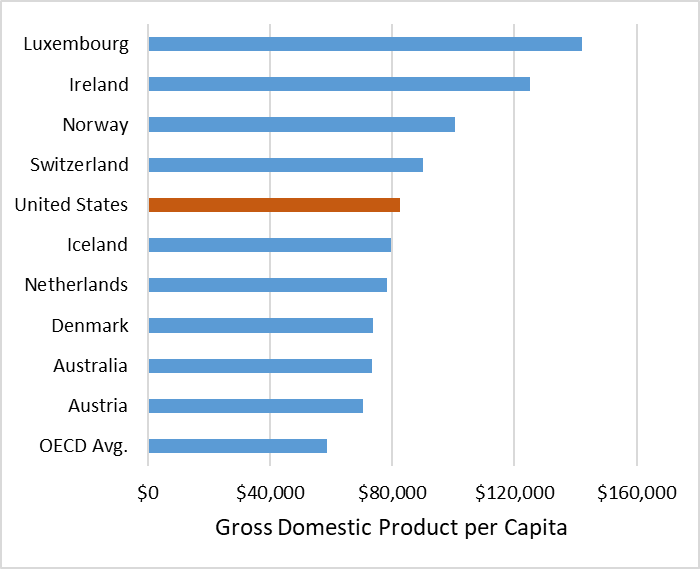 Luxembourg
Ireland
Norway
Switzerland
United States
Iceland
Netherlands
Denmark
Australia
Austria
OECD Avg.
$0 $40,000 $80,000 $120,000 $160,000
Gross Domestic Product per Capita